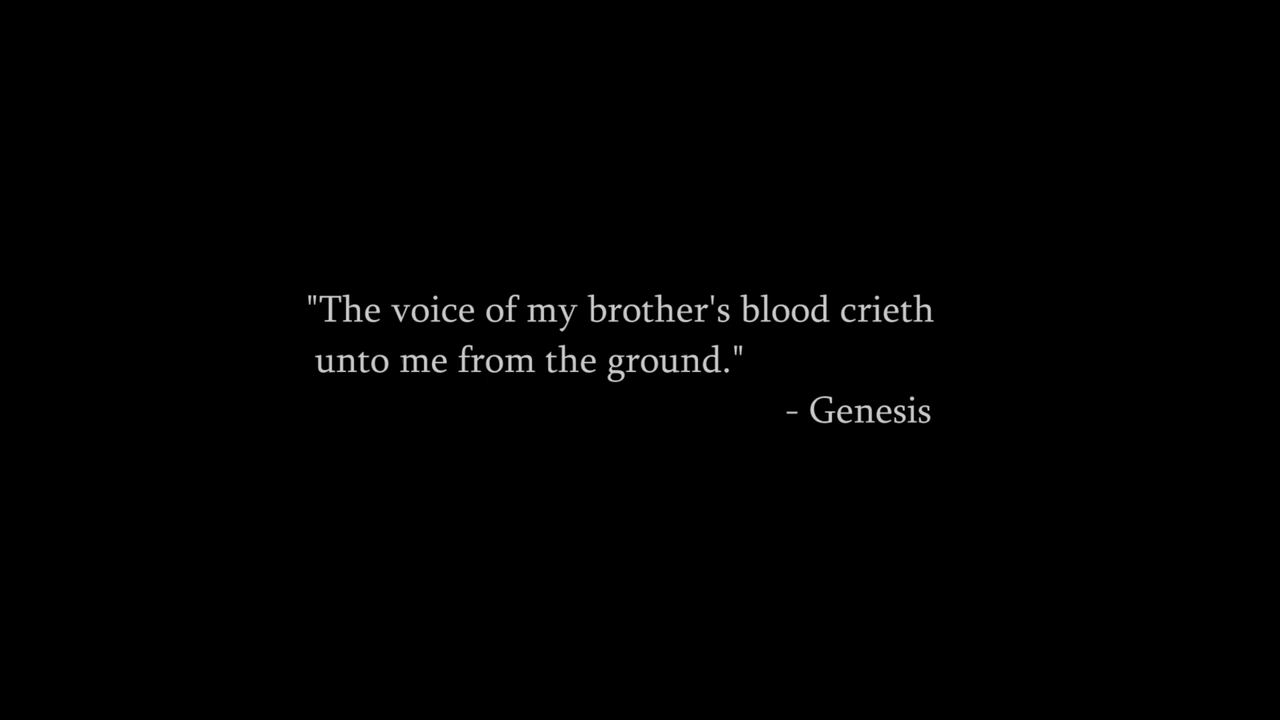 "The voice of my brother's blood crieth
unto me from the ground."
- Genesis